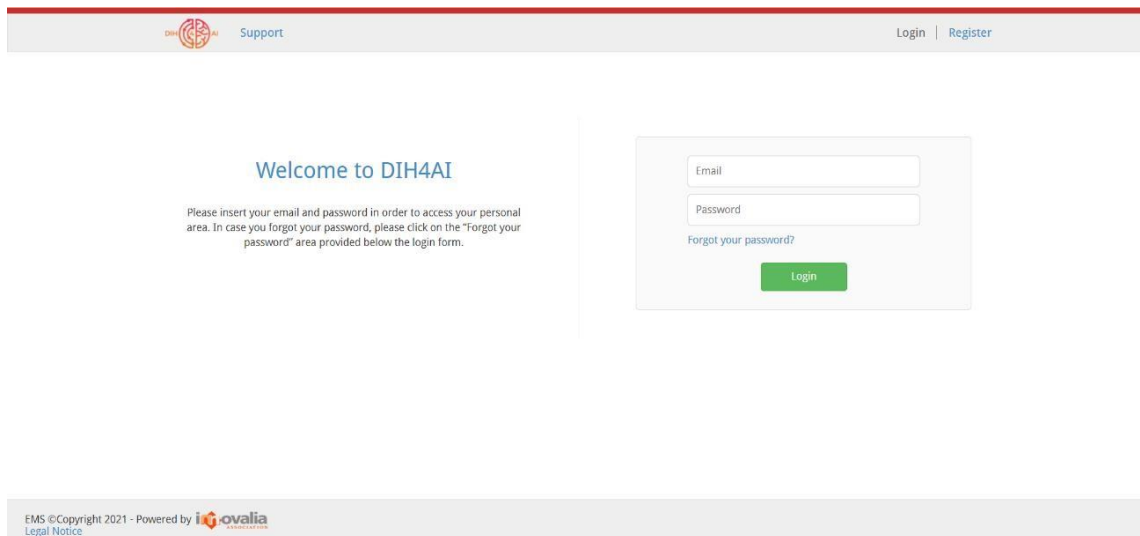 DIH AI
Support
Login
Register
Welcome to DIH4AI
Please insert your email and password in order to access your personal
area. In case you forgot your password, please click on the "Forgot your
password" area provided below the login form.
Email
Password
Forgot your password?
Login
EMS ©Copyright 2021 - Powered by innovalia
ASSOCIATION
Legal Notice